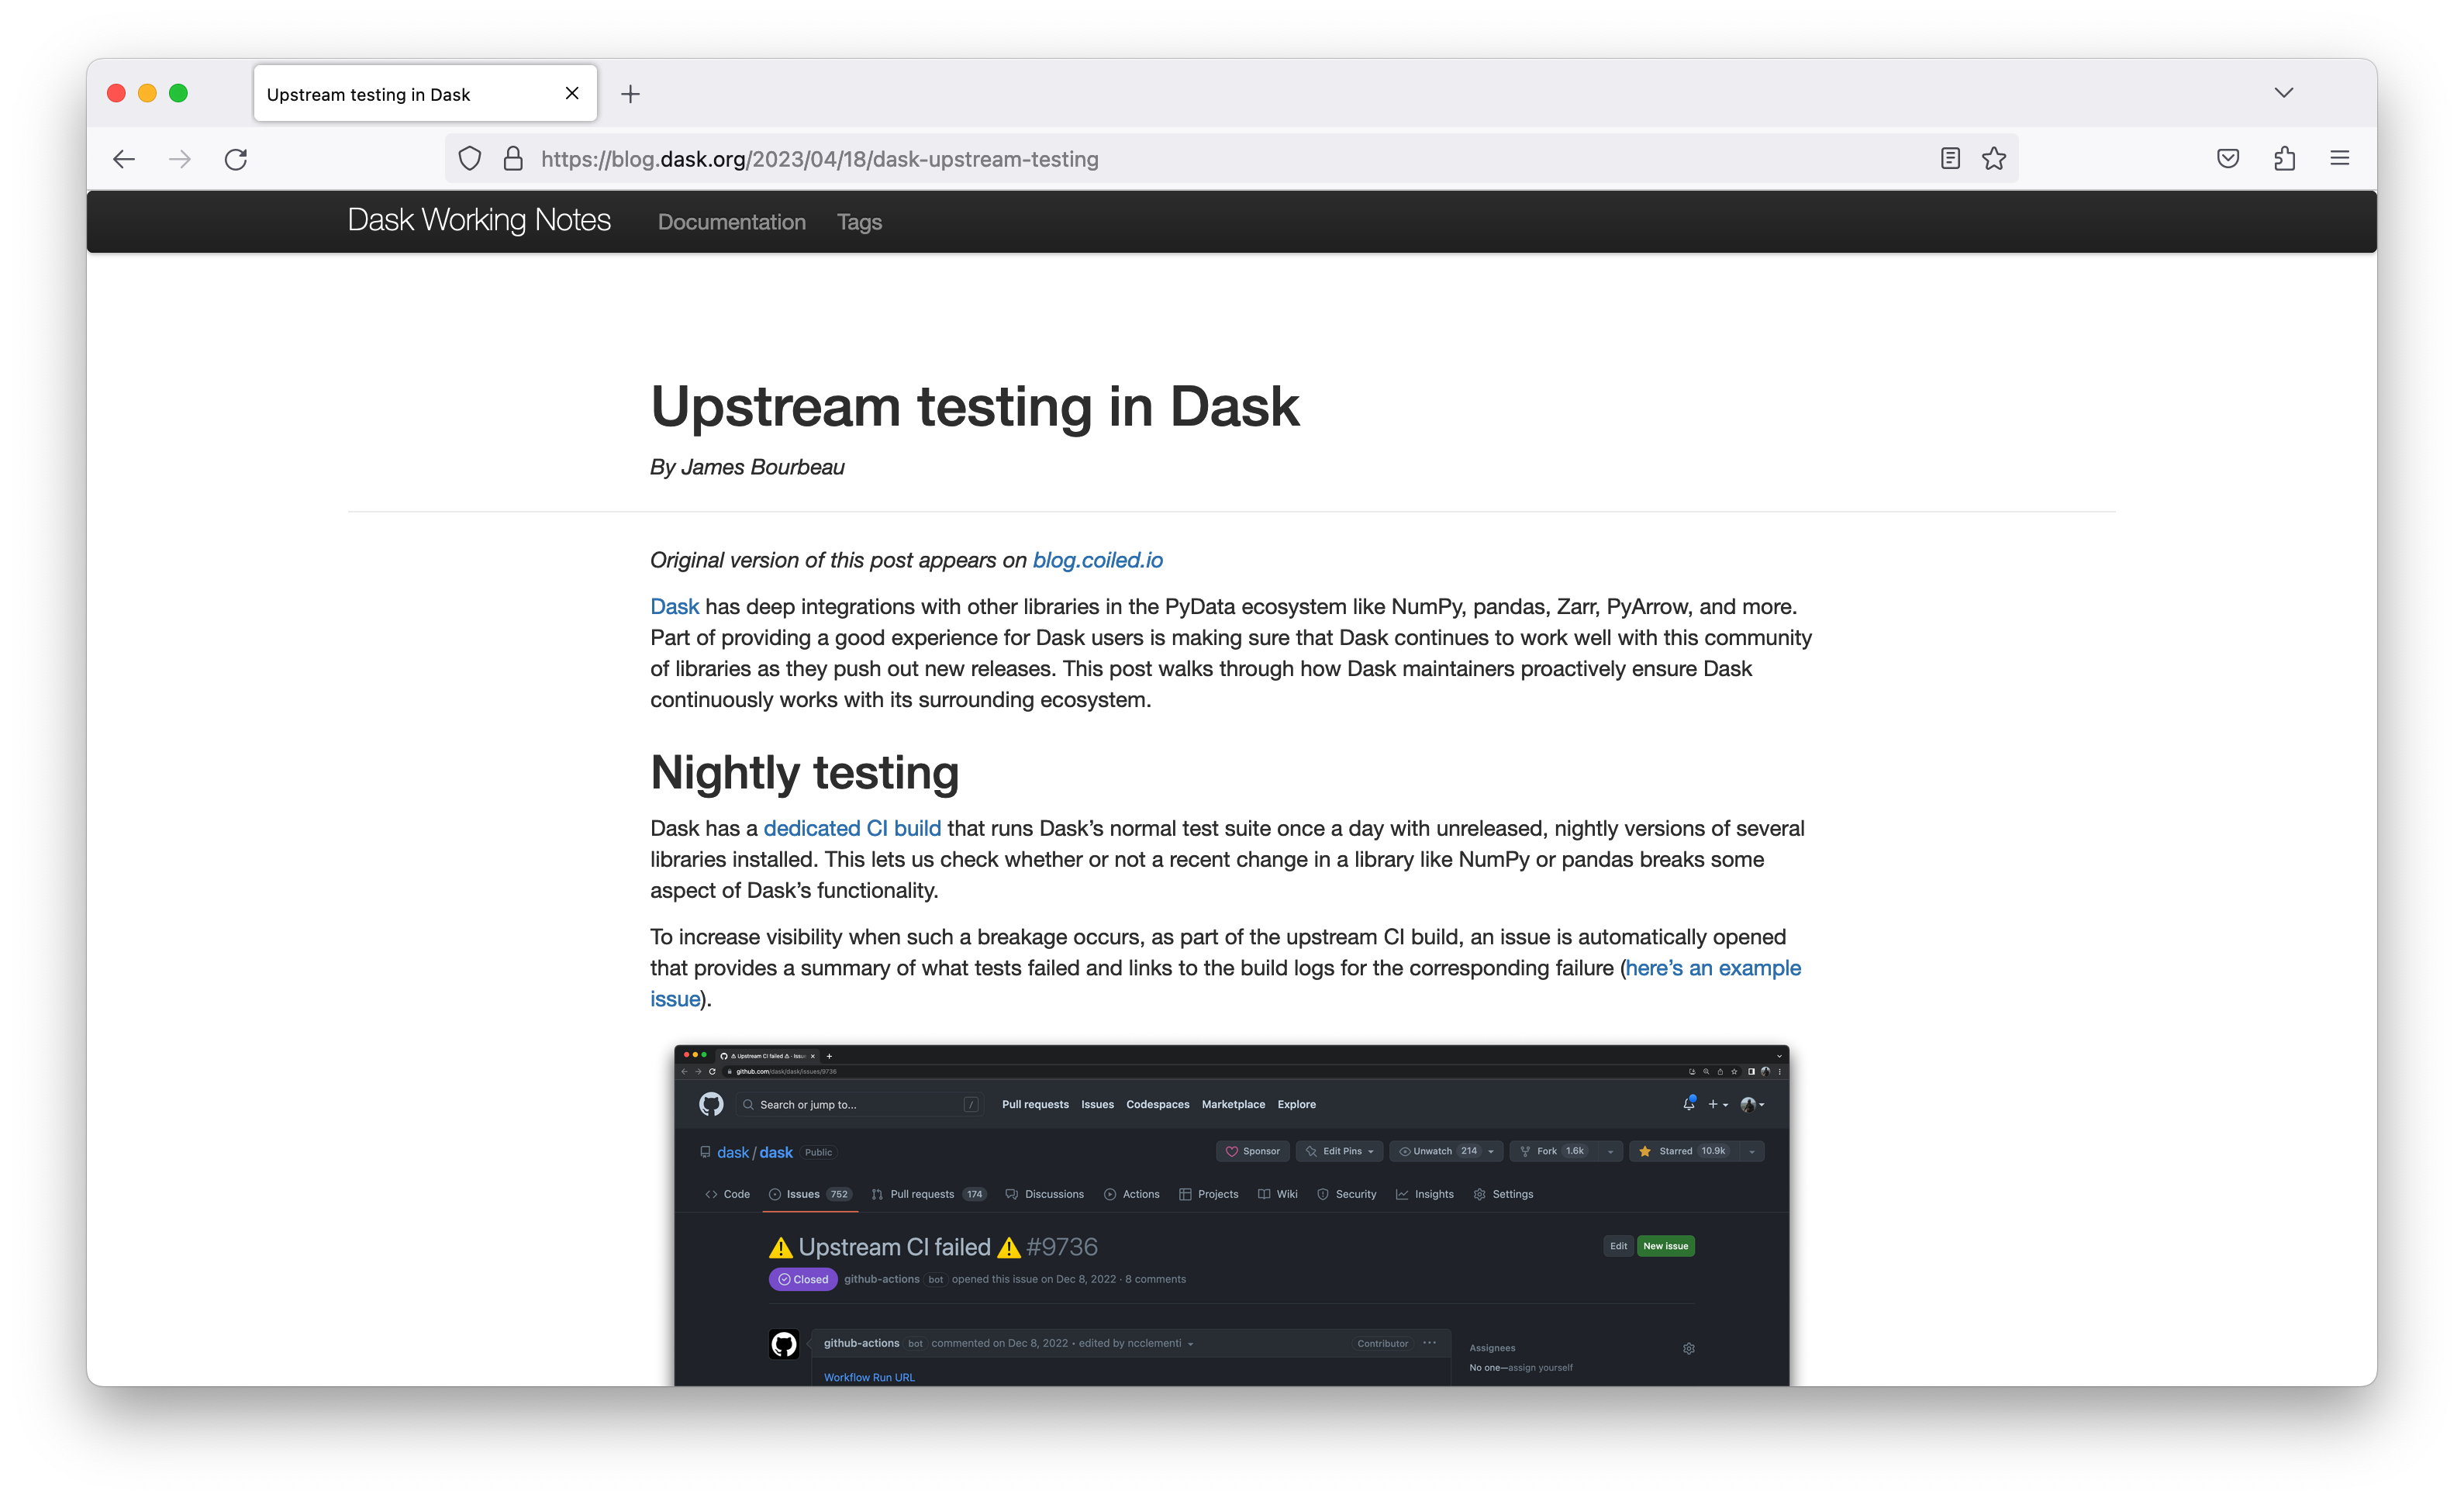 Upstream testing in Dask
https://blog.dask.org/2023/04/18/dask-upstream-testing
Dask Working Notes Documentation Tags
Upstream testing in Dask
By James Bourbeau
Original version of this post appears on blog.coiled.io
Dask has deep integrations with other libraries in the PyData ecosystem like NumPy, pandas, Zarr, PyArrow, and more.
Part of providing a good experience for Dask users is making sure that Dask continues to work well with this community
of libraries as they push out new releases. This post walks through how Dask maintainers proactively ensure Dask
continuously works with its surrounding ecosystem.
Nightly testing
Dask has a dedicated CI build that runs Dask’s normal test suite once a day with unreleased, nightly versions of several
libraries installed. This lets us check whether or not a recent change in a library like NumPy or pandas breaks some
aspect of Dask’s functionality.
To increase visibility when such a breakage occurs, as part of the upstream CI build, an issue is automatically opened
that provides a summary of what tests failed and links to the build logs for the corresponding failure (here’s an example
issue).
⚠ Upstream CI failed ⚠ · Issue
github.com/dask/dask/issues/9736
Search or jump to... / Pull requests Issues Codespaces Marketplace Explore
dask / dask Public Sponsor Edit Pins Unwatch 214 Fork 1.6k Starred 10.9k
Code Issues 752 Pull requests 174 Discussions Actions Projects Wiki Security Insights Settings
⚠ Upstream CI failed ⚠ #9736 Edit New issue
Closed github-actions bot opened this issue on Dec 8, 2022 · 8 comments
github-actions bot commented on Dec 8, 2022 • edited by ncclementi Contributor ···
Assignees
No one—assign yourself
Workflow Run URL